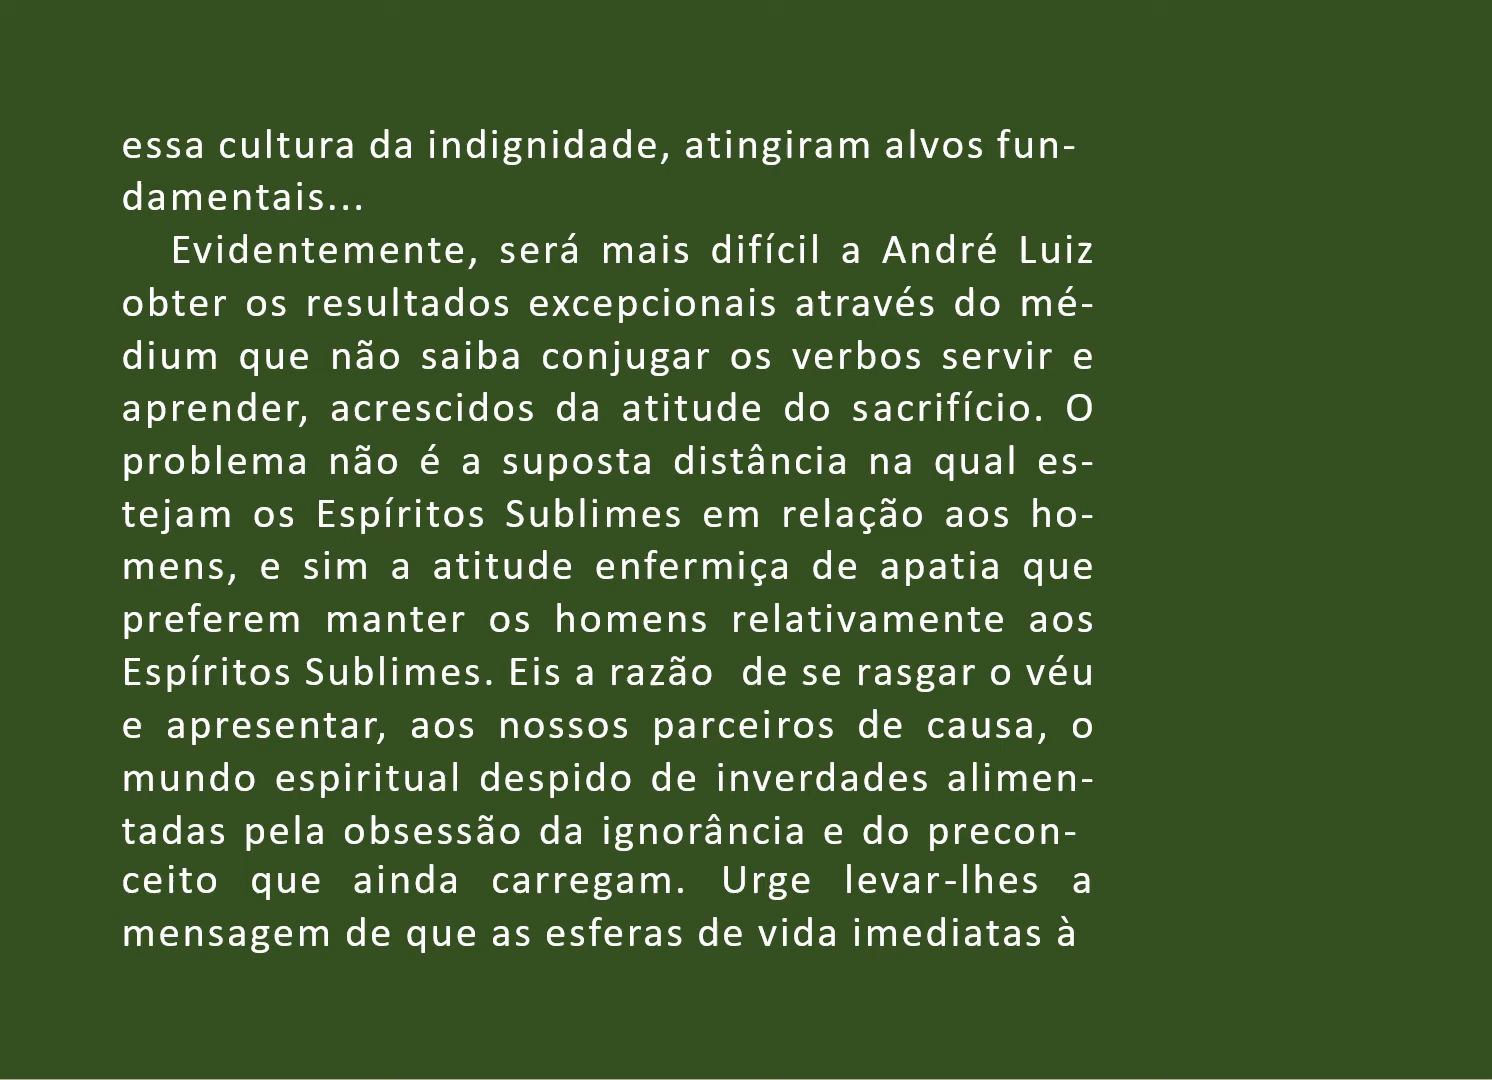 essa cultura da indignidade, atingiram alvos fun-
damentais...
Evidentemente, será mais difícil a André Luiz
obter os resultados excepcionais através do mé-
dium que não saiba conjugar os verbos servir e
aprender, acrescidos da atitude do sacrifício. O
problema não é a suposta distância na qual es-
tejam os Espíritos Sublimes em relação aos ho-
mens, e sim a atitude enfermiça de apatia que
preferem manter os homens relativamente aos
Espíritos Sublimes. Eis a razão de se rasgar o véu
e apresentar, aos nossos parceiros de causa, o
mundo espiritual despido de inverdades alimen-
tadas pela obsessão da ignorância e do precon-
ceito que ainda carregam. Urge levar-lhes a
mensagem de que as esferas de vida imediatas à